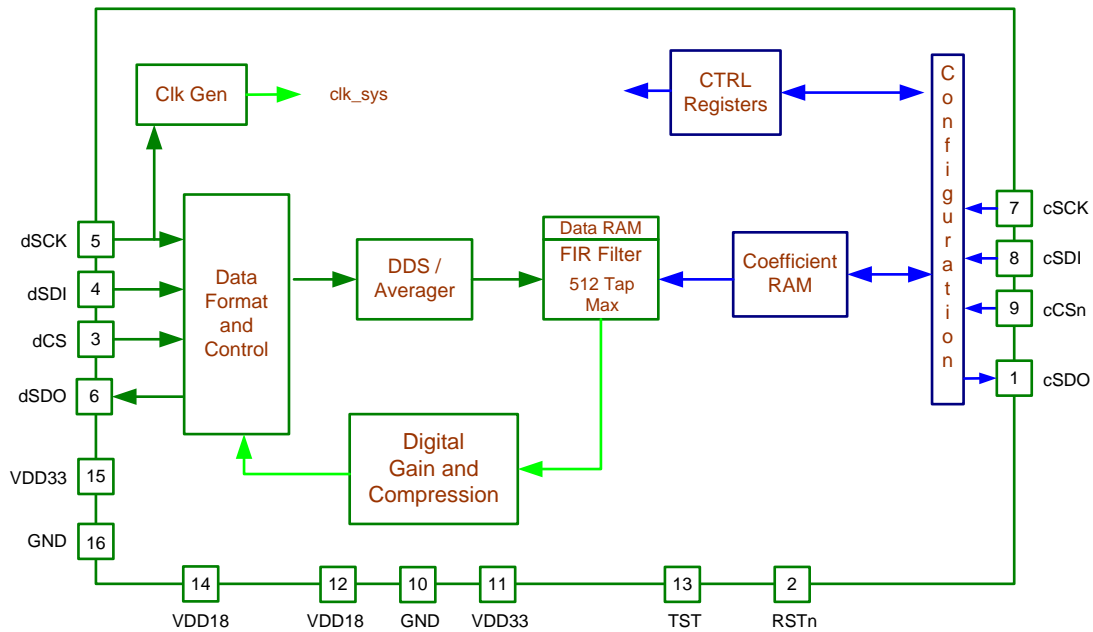 Clk Gen
clk_sys
CTRL
Registers
Configuration
dSCK
5
dSDI
4
dCS
3
dSDO
6
VDD33
15
GND
16
Data
Format
and
Control
DDS /
Averager
Data RAM
FIR Filter
512 Tap
Max
Coefficient
RAM
7
cSCK
8
cSDI
9
cCSn
1
cSDO
Digital
Gain and
Compression
14
12
10
11
13
2
VDD18
VDD18
GND
VDD33
TST
RSTn